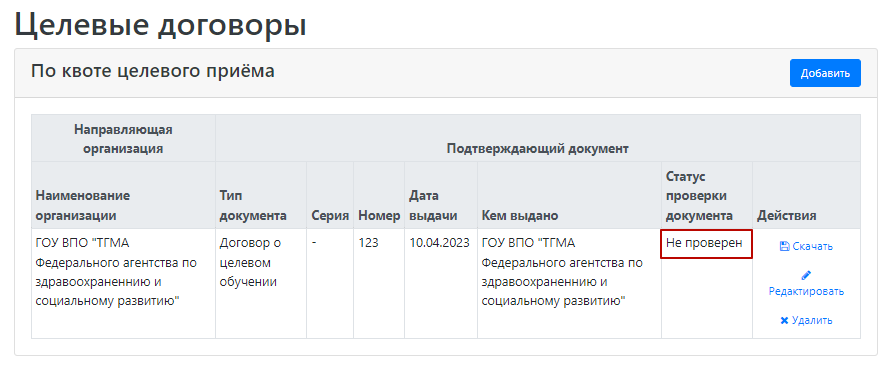 Целевые договоры
По квоте целевого приёма
Добавить
Направляющая
организация
Подтверждающий документ
Наименование
организации
Тип
документа
Серия
Номер
Дата
выдачи
Кем выдано
Статус
проверки
документа
Действия
ГОУ ВПО "ТГМА
Федерального агентства по
здравоохраненнию и
социальному развитию"
Договор о
целевом
обучении
-
123
10.04.2023
ГОУ ВПО "ТГМА
Федерального агентства по
здравоохраненнию и
социальному развитию"
Не проверен
Скачать
Редактировать
Удалить